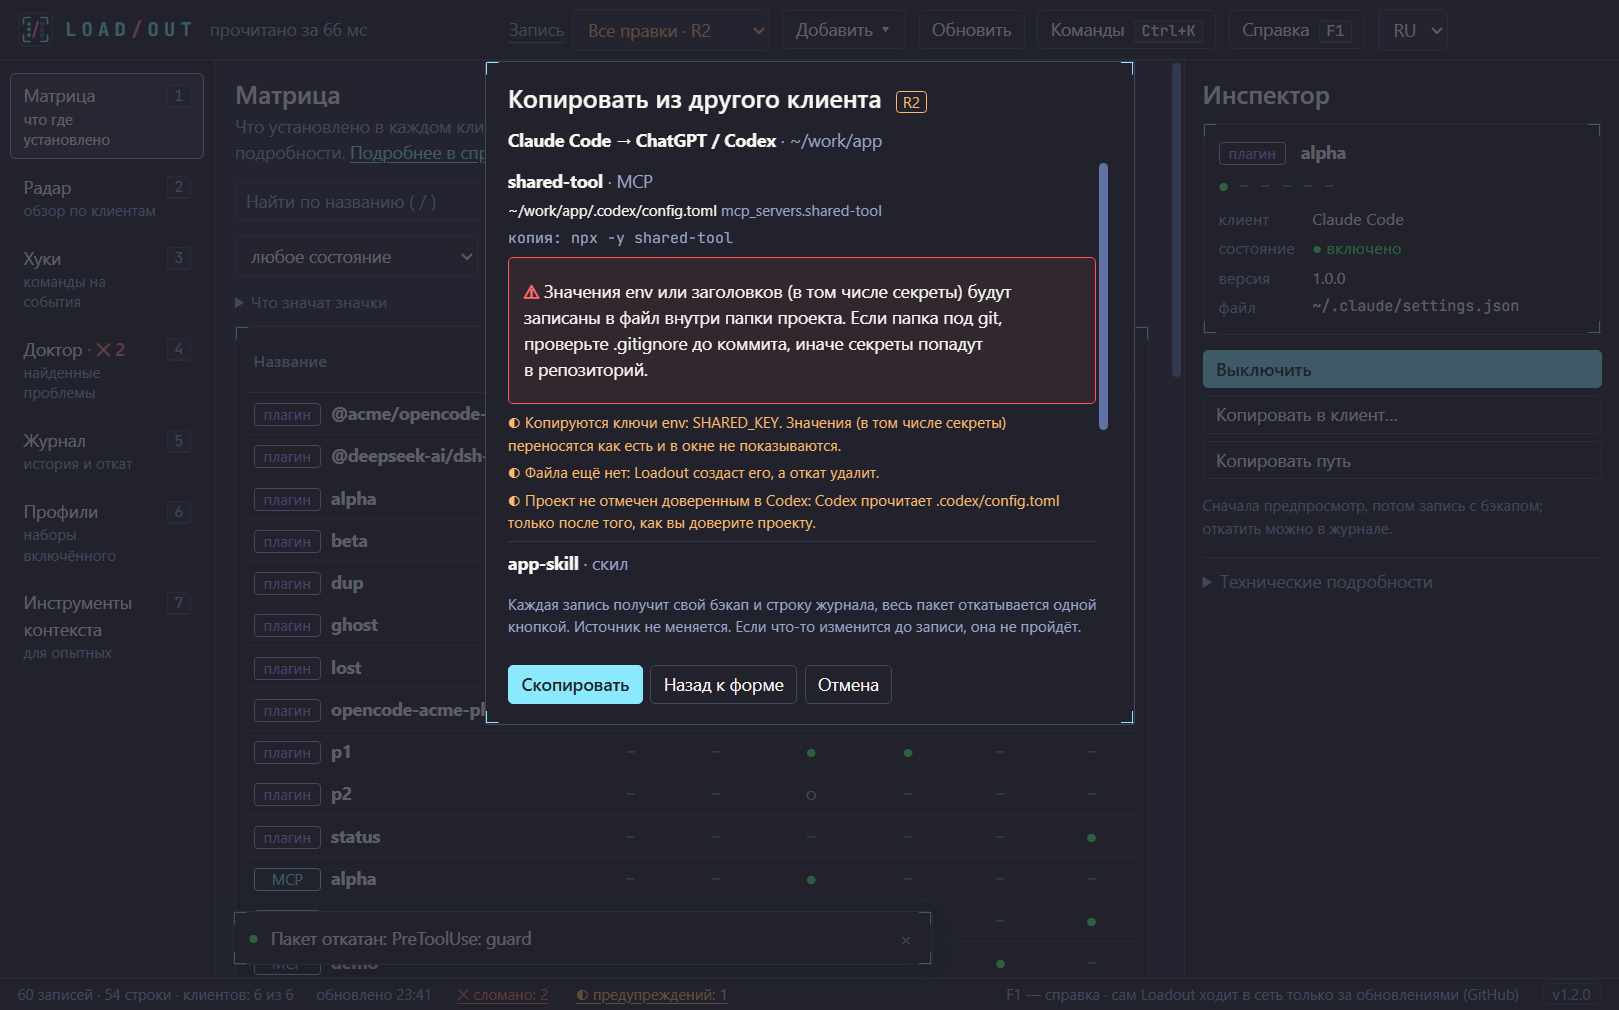 LOAD/OUT
прочитано за 66 мс
Запись
Все правки · R2
Добавить ▾
Обновить
Команды Ctrl+K
Справка F1
RU
Матрица 1
что где
установлено
Радар 2
обзор по клиентам
Хуки 3
команды на
события
Доктор · ✕ 2 4
найденные
проблемы
Журнал 5
история и откат
Профили 6
наборы
включённого
Инструменты 7
контекста
для опытных
Матрица
Что установлено в каждом кли
подробности. Подробнее в спр
Найти по названию ( / )
любое состояние
▶ Что значат значки
Название
плагин @acme/opencode-
плагин @deepseek-ai/dsh-
плагин alpha
плагин beta
плагин dup
плагин ghost
плагин lost
плагин opencode-acme-pl
плагин p1 – – ● ● – –
плагин p2 – – ○ – – –
плагин status – – – – – ●
MCP alpha – – ● – – –
– ●
MCP demo ● –
Копировать из другого клиента R2
Claude Code → ChatGPT / Codex · ~/work/app
shared-tool · MCP
~/work/app/.codex/config.toml mcp_servers.shared-tool
копия: npx -y shared-tool
⚠ Значения env или заголовков (в том числе секреты) будут
записаны в файл внутри папки проекта. Если папка под git,
проверьте .gitignore до коммита, иначе секреты попадут
в репозиторий.
◐ Копируются ключи env: SHARED_KEY. Значения (в том числе секреты)
переносятся как есть и в окне не показываются.
◐ Файла ещё нет: Loadout создаст его, а откат удалит.
◐ Проект не отмечен доверенным в Codex: Codex прочитает .codex/config.toml
только после того, как вы доверите проекту.
app-skill · скил
Каждая запись получит свой бэкап и строку журнала, весь пакет откатывается одной
кнопкой. Источник не меняется. Если что-то изменится до записи, она не пройдёт.
Скопировать
Назад к форме
Отмена
● Пакет откатан: PreToolUse: guard ×
Инспектор
плагин alpha
● – – – – –
клиент Claude Code
состояние ● включено
версия 1.0.0
файл ~/.claude/settings.json
Выключить
Копировать в клиент...
Копировать путь
Сначала предпросмотр, потом запись с бэкапом;
откатить можно в журнале.
▶ Технические подробности
60 записей · 54 строки · клиентов: 6 из 6
обновлено 23:41
✕ сломано: 2
◐ предупреждений: 1
F1 — справка · сам Loadout ходит в сеть только за обновлениями (GitHub)
v1.2.0